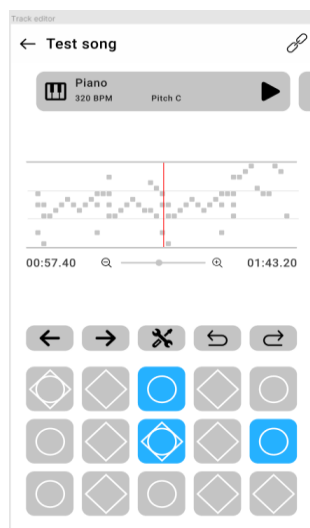 Track editor
Test song
Piano
320 BPM Pitch C
00:57.40 01:43.20